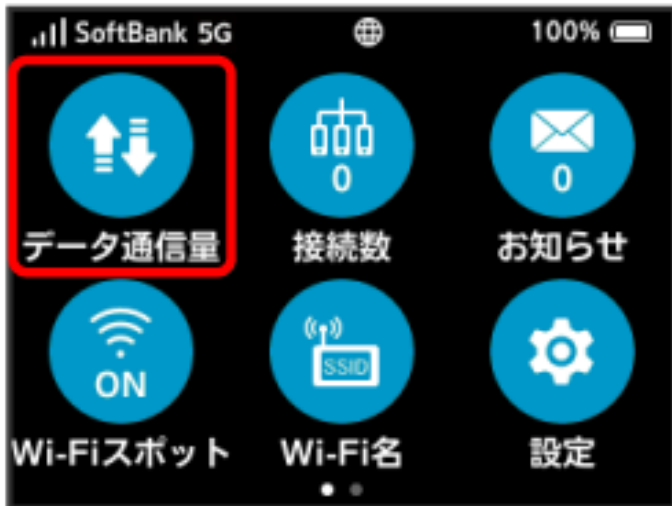 SoftBank 5G 100%
0 0
データ通信量 接続数 お知らせ
ON SSID
Wi-Fiスポット Wi-Fi名 設定